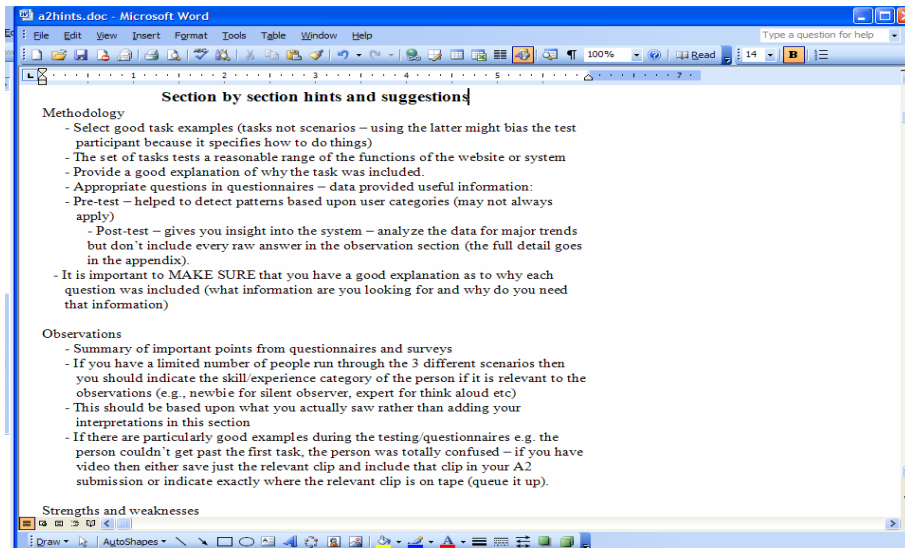 a2hints.doc - Microsoft Word
File Edit View Insert Format Tools Table Window Help Type a question for help
100% Read 14 B
1 2 3 4 5 7
Section by section hints and suggestions
Methodology
- Select good task examples (tasks not scenarios – using the latter might bias the test
participant because it specifies how to do things)
- The set of tasks tests a reasonable range of the functions of the website or system
- Provide a good explanation of why the task was included.
- Appropriate questions in questionnaires – data provided useful information:
- Pre-test – helped to detect patterns based upon user categories (may not always
apply)
- Post-test – gives you insight into the system – analyze the data for major trends
but don't include every raw answer in the observation section (the full detail goes
in the appendix).
- It is important to MAKE SURE that you have a good explanation as to why each
question was included (what information are you looking for and why do you need
that information)
Observations
- Summary of important points from questionnaires and surveys
- If you have a limited number of people run through the 3 different scenarios then
you should indicate the skill/experience category of the person if it is relevant to the
observations (e.g., newbie for silent observer, expert for think aloud etc)
- This should be based upon what you actually saw rather than adding your
interpretations in this section
- If there are particularly good examples during the testing/questionnaires e.g. the
person couldn't get past the first task, the person was totally confused – if you have
video then either save just the relevant clip and include that clip in your A2
submission or indicate exactly where the relevant clip is on tape (queue it up).
Strengths and weaknesses
Draw AutoShapes